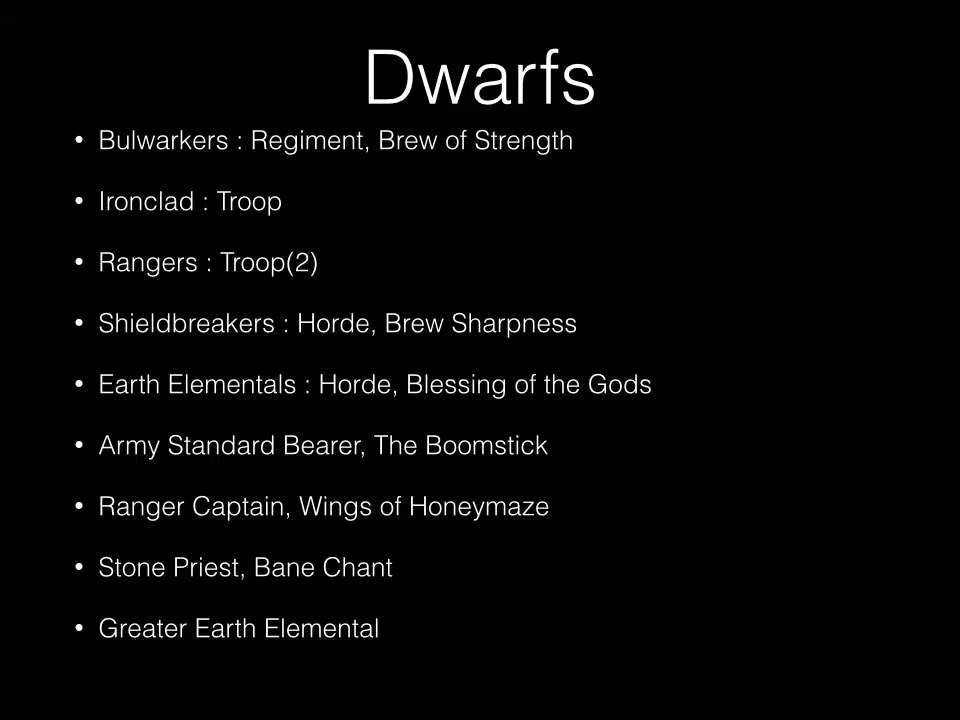 Dwarfs
• Bulwarkers : Regiment, Brew of Strength
• Ironclad : Troop
• Rangers : Troop(2)
• Shieldbreakers : Horde, Brew Sharpness
• Earth Elementals : Horde, Blessing of the Gods
• Army Standard Bearer, The Boomstick
• Ranger Captain, Wings of Honeymaze
• Stone Priest, Bane Chant
• Greater Earth Elemental